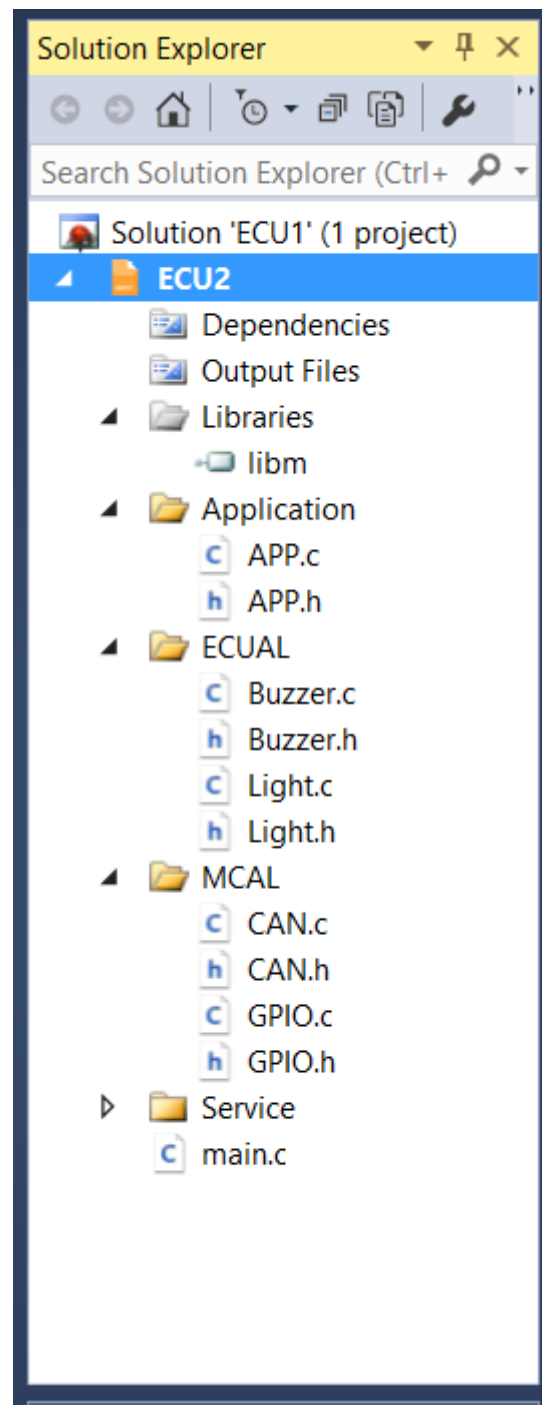 Solution Explorer
Search Solution Explorer (Ctrl+
Solution 'ECU1' (1 project)
ECU2
Dependencies
Output Files
Libraries
libm
Application
c APP.c
h APP.h
ECUAL
c Buzzer.c
h Buzzer.h
c Light.c
h Light.h
MCAL
c CAN.c
h CAN.h
c GPIO.c
h GPIO.h
Service
c main.c